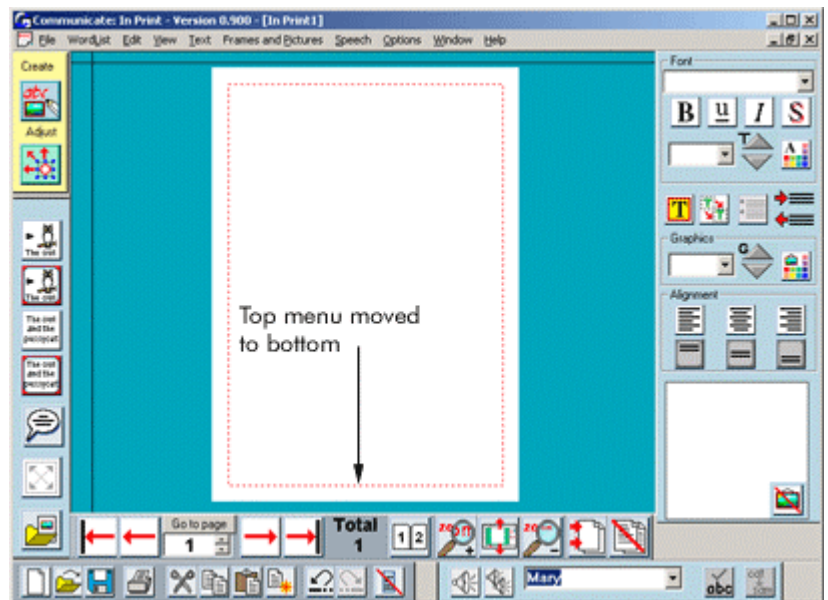 Communicate: In Print - Version 0.900 - [In Print1]
File WordList Edit View Text Frames and Pictures Speech Options Window Help
Create
abc
Adjust
The owl
The owl
The owl
and the
pussycat
The owl
and the
pussycat
Top menu moved
to bottom
Font
B u I S
T
A
T
Graphics
G
Alignment
Go to page
1
Total
1
1 2
Mary
abc